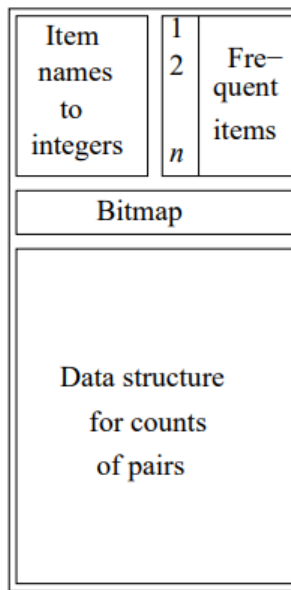 Item
names
to
integers
1
2
n
Fre−
quent
items
Bitmap
Data structure
for counts
of pairs